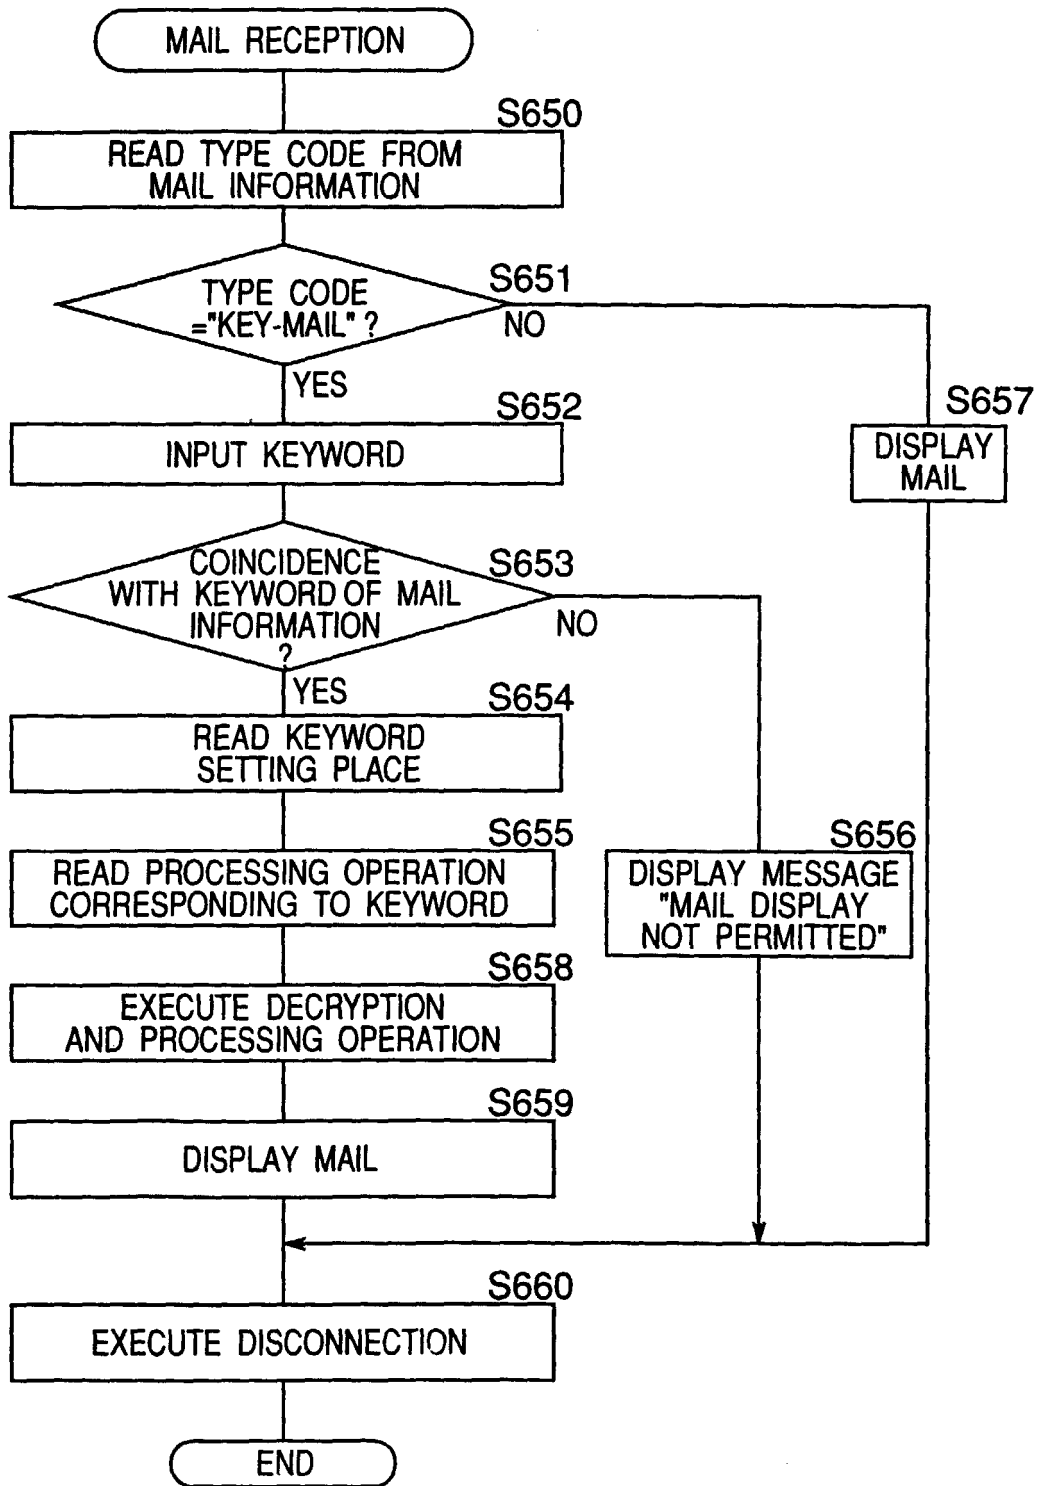 MAIL RECEPTION
S650
READ TYPE CODE FROM
MAIL INFORMATION
S651
TYPE CODE
="KEY-MAIL" ?
NO
YES
S652
INPUT KEYWORD
S657
DISPLAY
MAIL
S653
COINCIDENCE
WITH KEYWORD OF MAIL
INFORMATION
?
NO
YES
S654
READ KEYWORD
SETTING PLACE
S655
READ PROCESSING OPERATION
CORRESPONDING TO KEYWORD
S656
DISPLAY MESSAGE
"MAIL DISPLAY
NOT PERMITTED"
S658
EXECUTE DECRYPTION
AND PROCESSING OPERATION
S659
DISPLAY MAIL
S660
EXECUTE DISCONNECTION
END